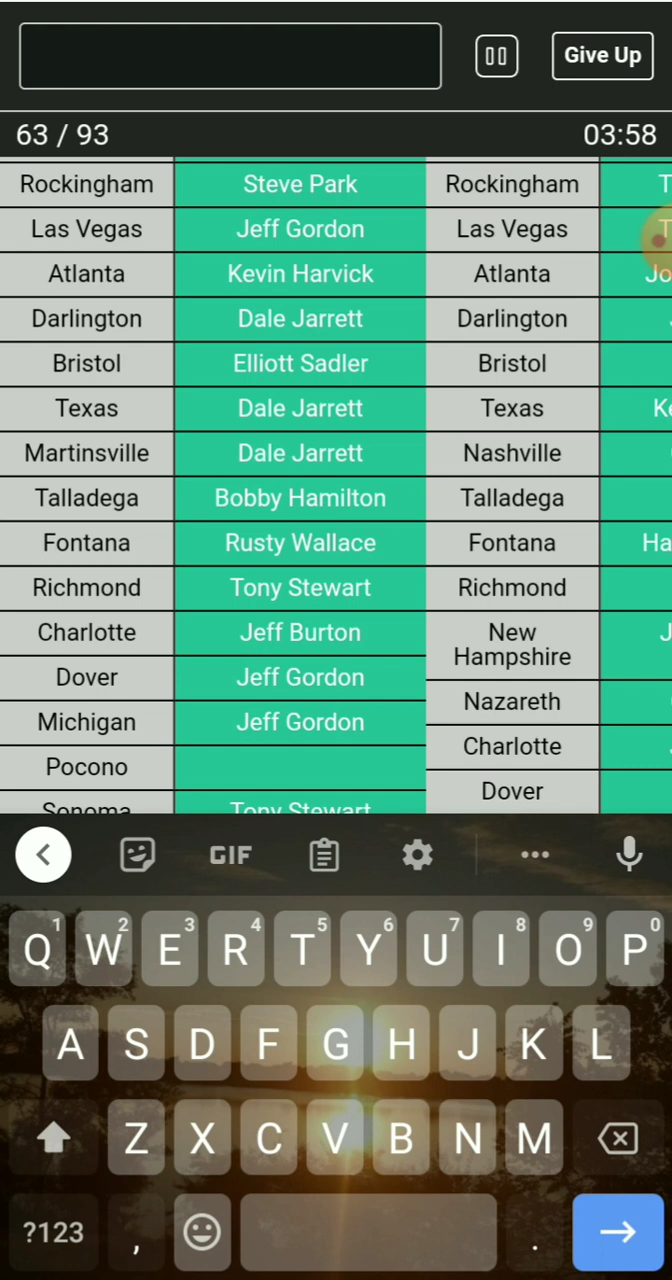 Give Up
63 / 93
03:58
Rockingham Steve Park Rockingham T
Las Vegas Jeff Gordon Las Vegas T
Atlanta Kevin Harvick Atlanta Jo
Darlington Dale Jarrett Darlington
Bristol Elliott Sadler Bristol
Texas Dale Jarrett Texas Ke
Martinsville Dale Jarrett Nashville
Talladega Bobby Hamilton Talladega
Fontana Rusty Wallace Fontana Ha
Richmond Tony Stewart Richmond
Charlotte Jeff Burton New Hampshire J
Dover Jeff Gordon Nazareth
Michigan Jeff Gordon Charlotte
Pocono Dover
Sonoma Tony Stewart
GIF
1 2 3 4 5 6 7 8 9 0
Q W E R T Y U I O P
A S D F G H J K L
Z X C V B N M
?123 , .